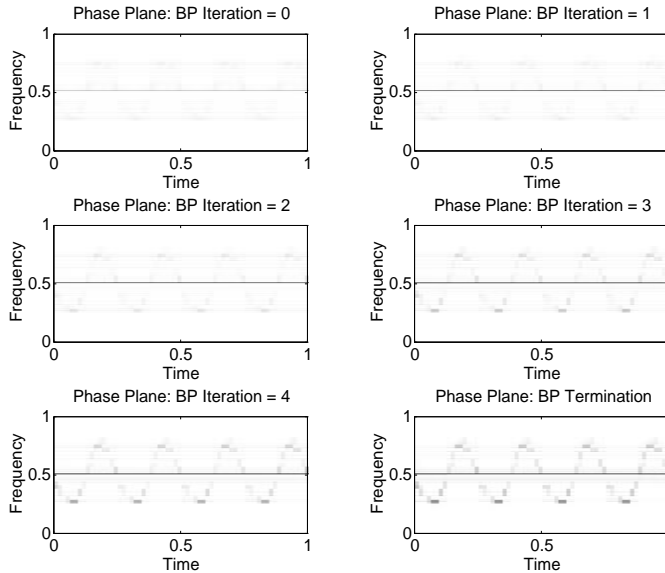 Phase Plane: BP Iteration = 0
1
0.5
0
Frequency
0
0.5
1
Time
Phase Plane: BP Iteration = 1
1
0.5
0
Frequency
0
0.5
Time
Phase Plane: BP Iteration = 2
1
0.5
0
Frequency
0
0.5
1
Time
Phase Plane: BP Iteration = 3
1
0.5
0
Frequency
0
0.5
Time
Phase Plane: BP Iteration = 4
1
0.5
0
Frequency
0
0.5
1
Time
Phase Plane: BP Termination
1
0.5
0
Frequency
0
0.5
Time